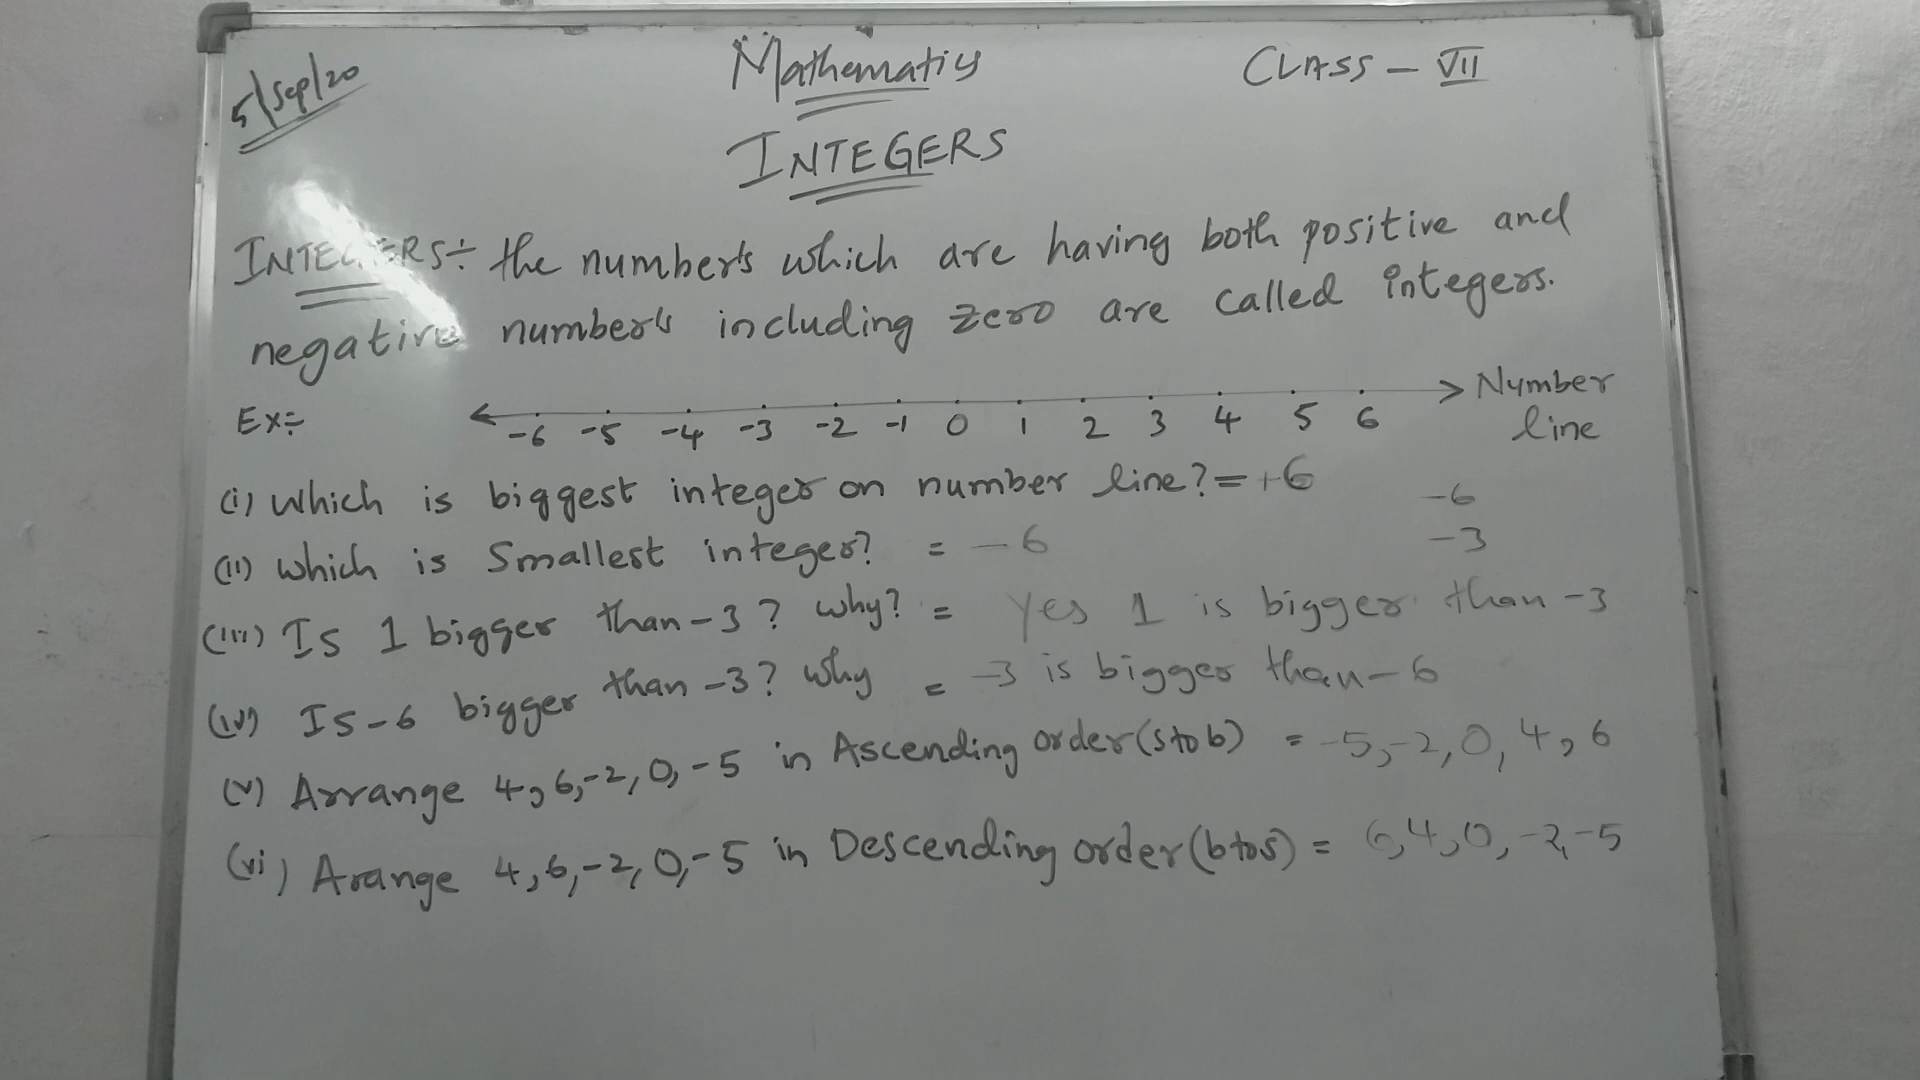 5/Sep/20
Mathematics
CLASS - VII
INTEGERS
INTEGERS÷ the number's which are having both positive and
negative number's including zero are called integers.
Ex÷ -6 -5 -4 -3 -2 -1 0 1 2 3 4 5 6 Number
line
(i) Which is biggest integer on number line? = +6
-6
(ii) which is Smallest integer? = -6
-3
(iii) Is 1 bigger than -3? why? = Yes 1 is bigger than -3
(iv) Is -6 bigger than -3? why = -3 is bigger than -6
(v) Arrange 4,6,-2,0,-5 in Ascending order(s to b) = -5,-2,0,4,6
(vi) Arange 4,6,-2,0,-5 in Descending order(b to s) = 6,4,0,-2,-5